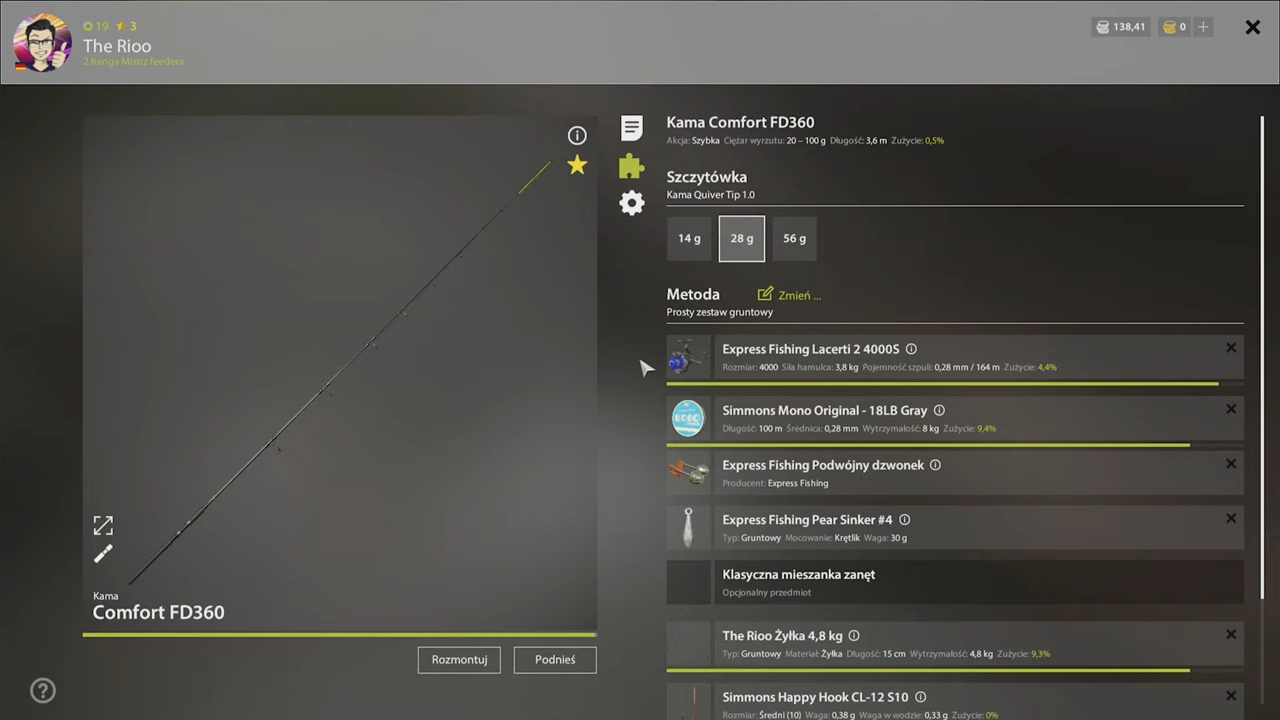 19 3
The Rioo
2 Ranga Mistrz feedera
138,41 0 +
Kama
Comfort FD360
Rozmontuj Podnieś
?
Kama Comfort FD360
Akcja: Szybka Ciężar wyrzutu: 20 – 100 g Długość: 3,6 m Zużycie: 0,5%
Szczytówka
Kama Quiver Tip 1.0
14 g 28 g 56 g
Metoda Zmień ...
Prosty zestaw gruntowy
Express Fishing Lacerti 2 4000S
Rozmiar: 4000 Siła hamulca: 3,8 kg Pojemność szpuli: 0,28 mm / 164 m Zużycie: 4,4%
Simmons Mono Original - 18LB Gray
Długość: 100 m Średnica: 0,28 mm Wytrzymałość: 8 kg Zużycie: 9,4%
Express Fishing Podwójny dzwonek
Producent: Express Fishing
Express Fishing Pear Sinker #4
Typ: Gruntowy Mocowanie: Krętlik Waga: 30 g
Klasyczna mieszanka zanęt
Opcjonalny przedmiot
The Rioo Żyłka 4,8 kg
Typ: Gruntowy Materiał: Żyłka Długość: 15 cm Wytrzymałość: 4,8 kg Zużycie: 9,3%
Simmons Happy Hook CL-12 S10
Rozmiar: Średni (10) Waga: 0,38 g Waga w wodzie: 0,33 g Zużycie: 0%